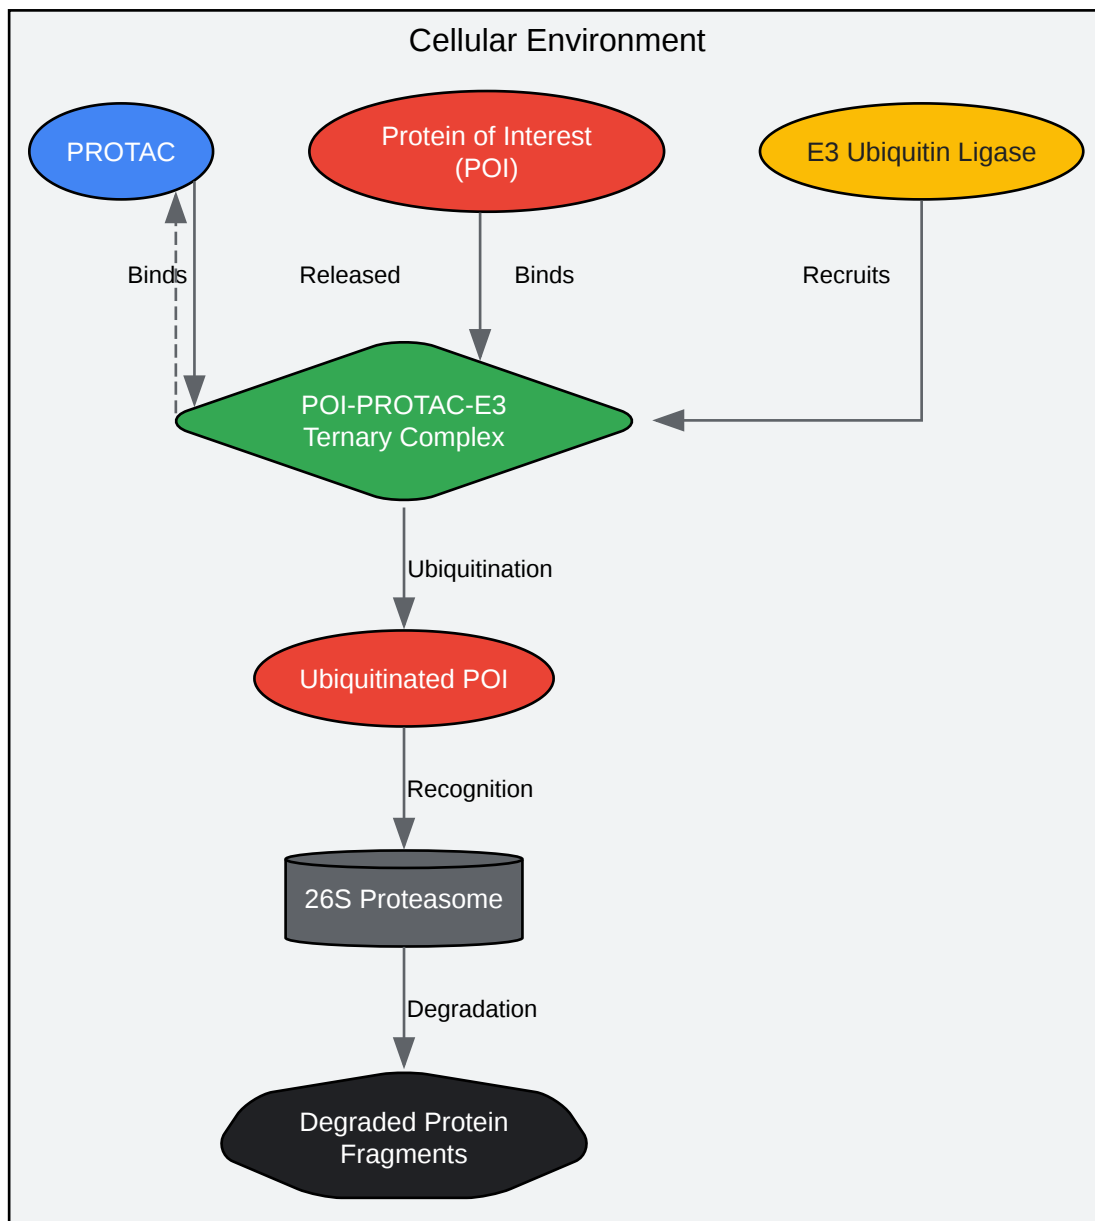 Cellular Environment
PROTAC
Protein of Interest
(POI)
E3 Ubiquitin Ligase
Binds
Released
Binds
Recruits
POI-PROTAC-E3
Ternary Complex
Ubiquitination
Ubiquitinated POI
Recognition
26S Proteasome
Degradation
Degraded Protein
Fragments